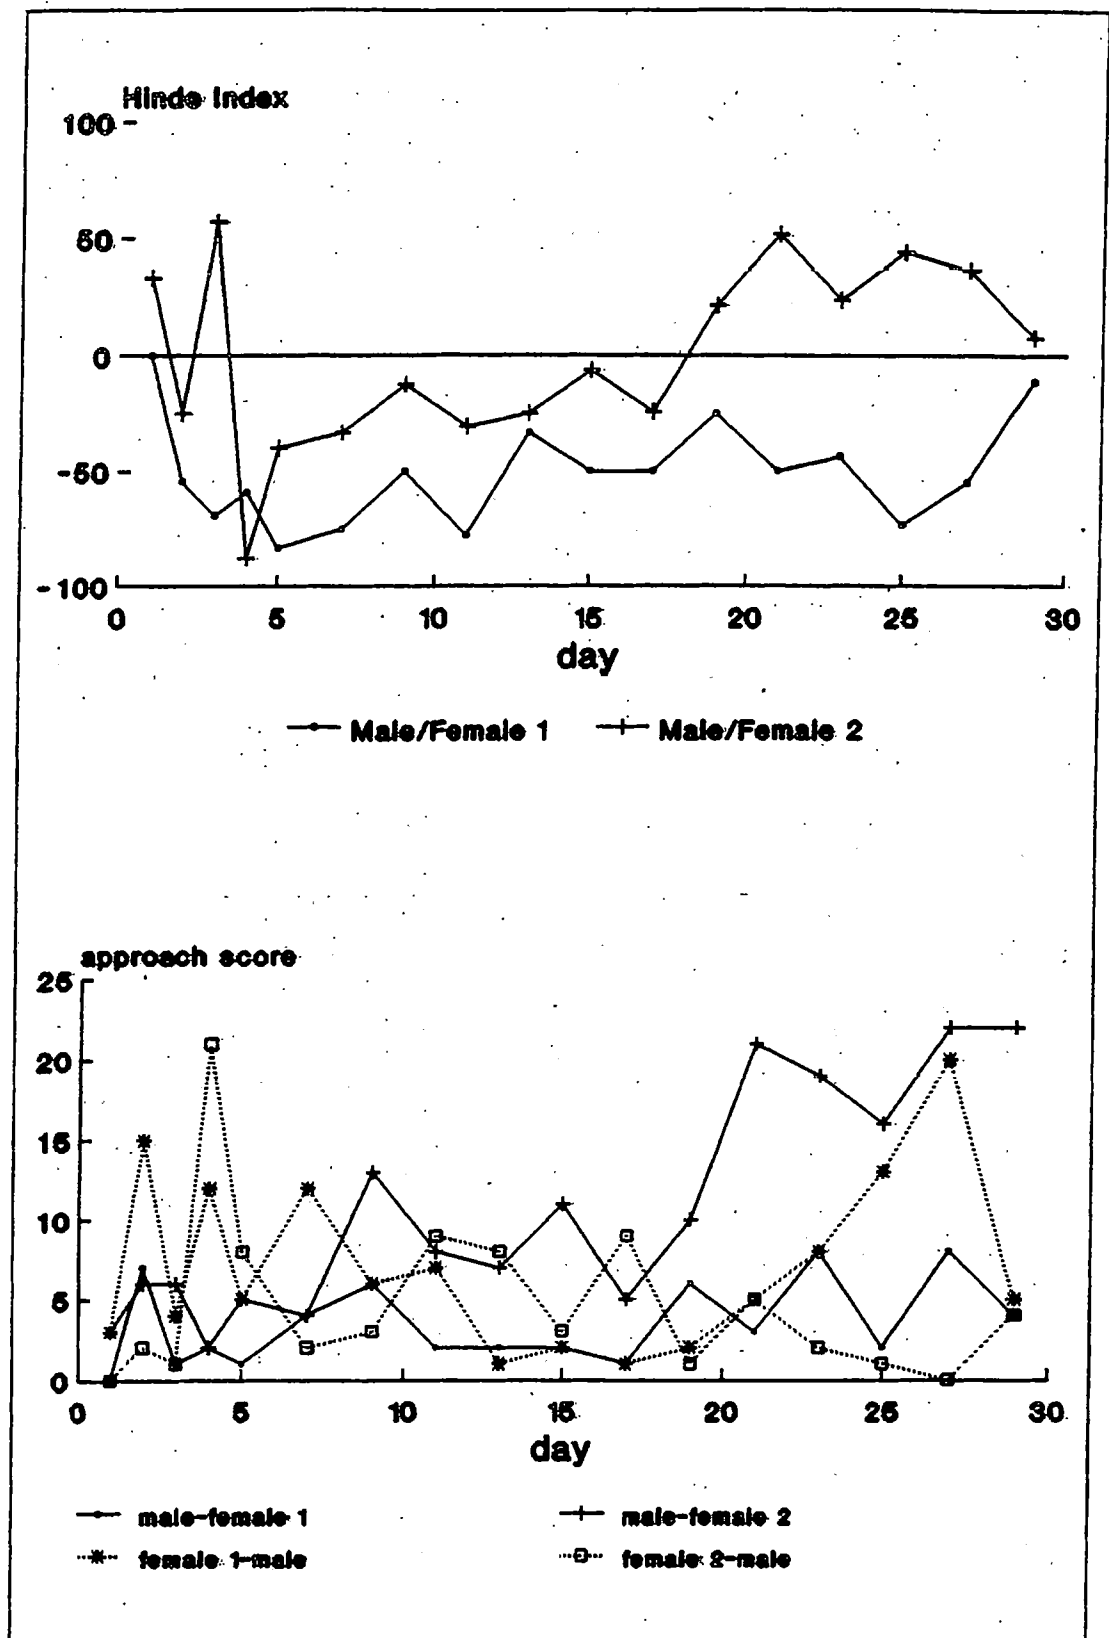 Hinde Index
100
50
0
-50
-100
0 5 10 15 20 25 30
day
Male/Female 1 Male/Female 2
approach score
25
20
15
10
5
0
0 5 10 15 20 25 30
day
male-female 1 male-female 2
female 1-male female 2-male